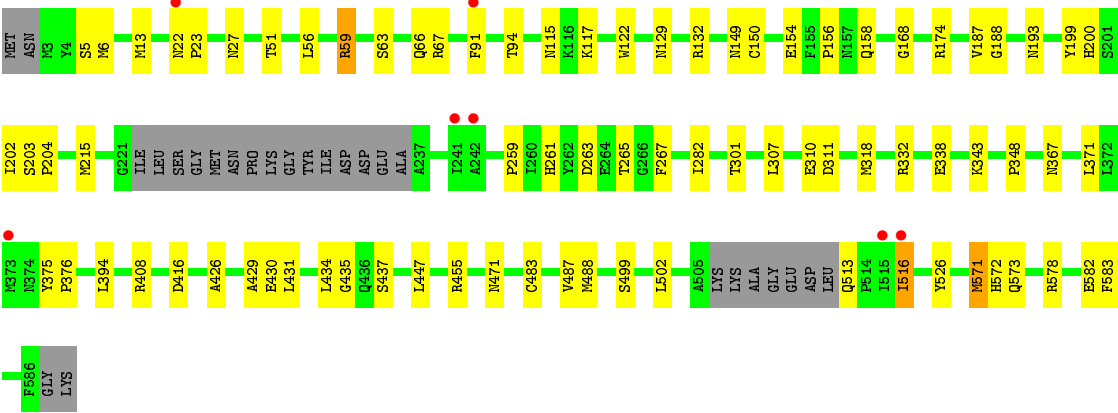 MET ASN M3 Y4 S5 M6 M13 N22 P23 N27 T51 L56 R59 S63 Q66 R67 F91 T94 N115 K116 K117 W122 N129 R132 N149 C150 E154 F155 P156 N157 Q158 G168 R174 V187 G188 N193 Y199 H200 S201
I202 S203 P204 M215 G221 ILE LEU SER GLY MET ASN PRO LYS GLY TYR ILE ASP ASP GLU ALA A237 I241 A242 P259 I260 H261 Y262 D263 E264 T265 G266 F267 I282 T301 L307 E310 D311 M318 R332 E338 K343 P348 N367 L371 L372
M373 N374 Y375 P376 L394 R408 D416 A426 A429 E430 L431 L434 G435 Q436 S437 L447 R455 N471 C483 V487 M488 S499 L502 A505 LYS LYS ALA GLY GLU ASP LEU Q513 P514 I515 I516 Y526 M571 H572 Q573 R578 E582 F583
F586 GLY LYS